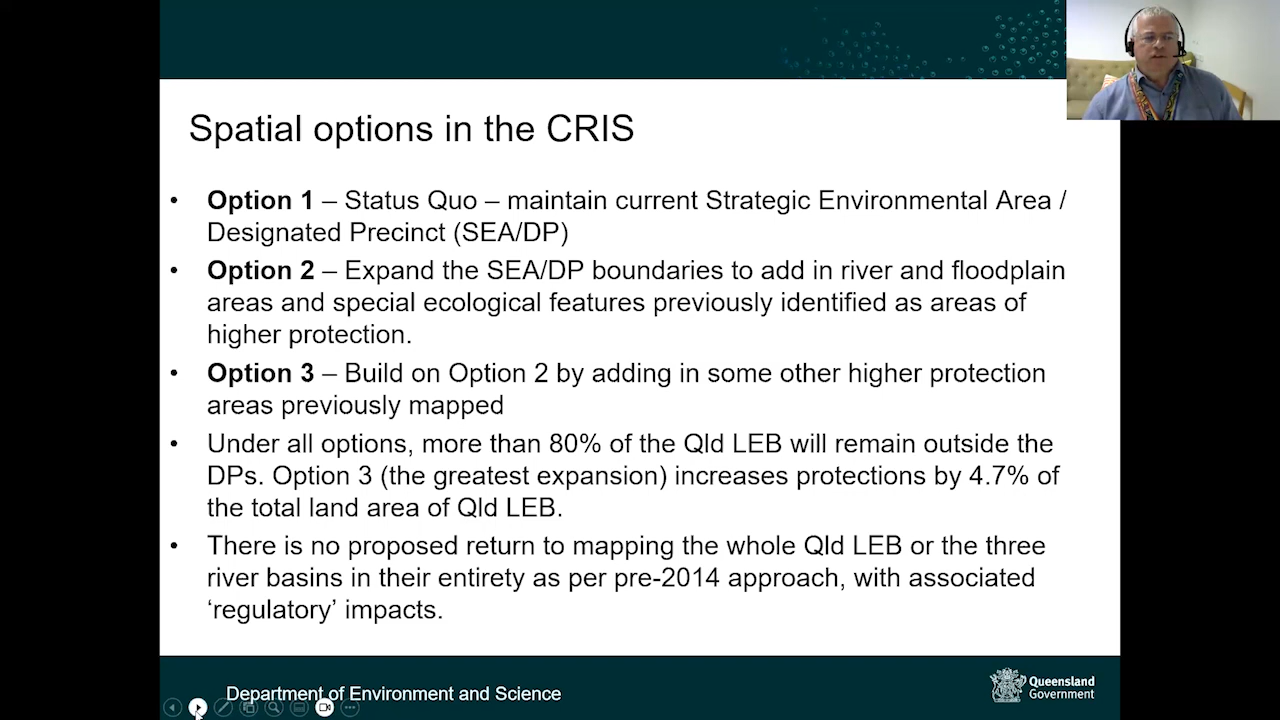 Spatial options in the CRIS
• Option 1 – Status Quo – maintain current Strategic Environmental Area /
Designated Precinct (SEA/DP)
• Option 2 – Expand the SEA/DP boundaries to add in river and floodplain
areas and special ecological features previously identified as areas of
higher protection.
• Option 3 – Build on Option 2 by adding in some other higher protection
areas previously mapped
• Under all options, more than 80% of the Qld LEB will remain outside the
DPs. Option 3 (the greatest expansion) increases protections by 4.7% of
the total land area of Qld LEB.
• There is no proposed return to mapping the whole Qld LEB or the three
river basins in their entirety as per pre-2014 approach, with associated
‘regulatory’ impacts.
Department of Environment and Science
Queensland
Government